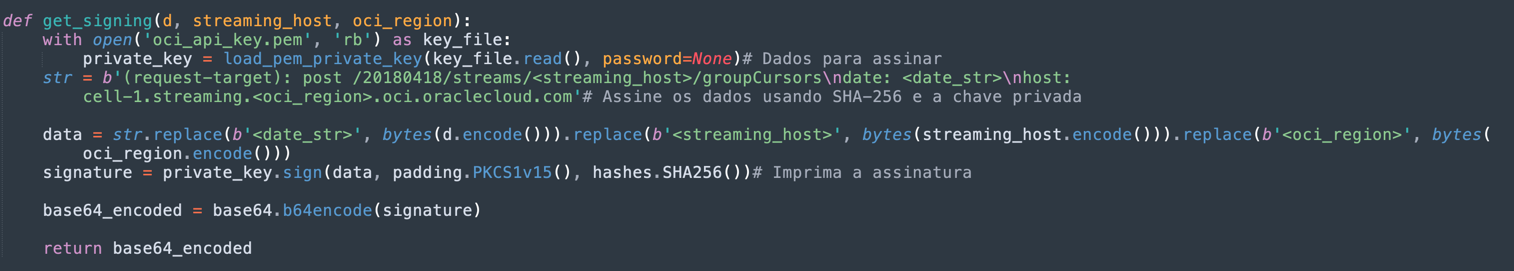 def get_signing(d, streaming_host, oci_region):
    with open('oci_api_key.pem', 'rb') as key_file:
        private_key = load_pem_private_key(key_file.read(), password=None)# Dados para assinar
    str = b'(request-target): post /20180418/streams/<streaming_host>/groupCursors\ndate: <date_str>\nhost:
        cell-1.streaming.<oci_region>.oci.oraclecloud.com'# Assine os dados usando SHA-256 e a chave privada

    data = str.replace(b'<date_str>', bytes(d.encode())).replace(b'<streaming_host>', bytes(streaming_host.encode())).replace(b'<oci_region>', bytes(
        oci_region.encode()))
    signature = private_key.sign(data, padding.PKCS1v15(), hashes.SHA256())# Imprima a assinatura

    base64_encoded = base64.b64encode(signature)

    return base64_encoded